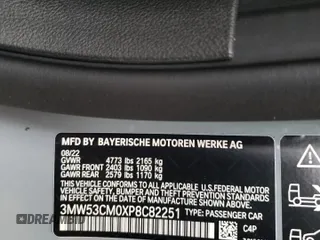 MFD BY BAYERISCHE MOTOREN WERKE AG
08/22
GVWR 4773 lbs 2165 kg
GAWR FRONT 2403 lbs 1090 kg
GAWR REAR 2579 lbs 1170 kg
THIS VEHICLE CONFORMS TO ALL APPLICABLE U.S. FEDERAL
MOTOR VEHICLE SAFETY, BUMPER AND THEFT PREVENTION
STANDARDS IN EFFECT ON THE DATE OF MANUFACTURE
SHOWN ABOVE.
3MW53CM0XP8C82251 TYPE: PASSENGER CAR
C4P
DREAM BID